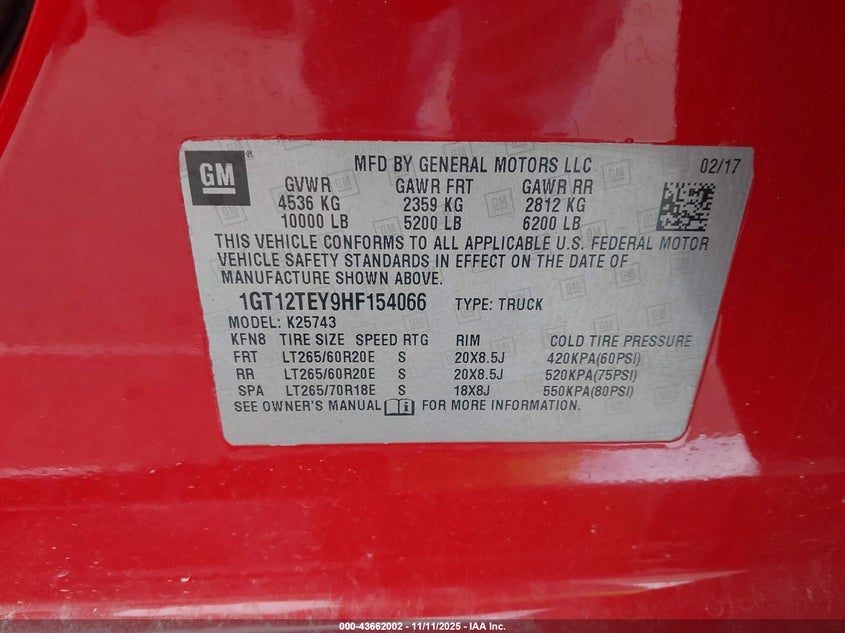 GM ®
MFD BY GENERAL MOTORS LLC 02/17
GVWR GAWR FRT GAWR RR
4536 KG 2359 KG 2812 KG
10000 LB 5200 LB 6200 LB
THIS VEHICLE CONFORMS TO ALL APPLICABLE U.S. FEDERAL MOTOR
VEHICLE SAFETY STANDARDS IN EFFECT ON THE DATE OF
MANUFACTURE SHOWN ABOVE.
1GT12TEY9HF154066 TYPE: TRUCK
MODEL: K25743
KFN8 TIRE SIZE SPEED RTG RIM COLD TIRE PRESSURE
FRT LT265/60R20E S 20X8.5J 420KPA(60PSI)
RR LT265/60R20E S 20X8.5J 520KPA(75PSI)
SPA LT265/70R18E S 18X8J 550KPA(80PSI)
SEE OWNER'S MANUAL FOR MORE INFORMATION.
000-43662002 - 11/11/2025 - IAA Inc.